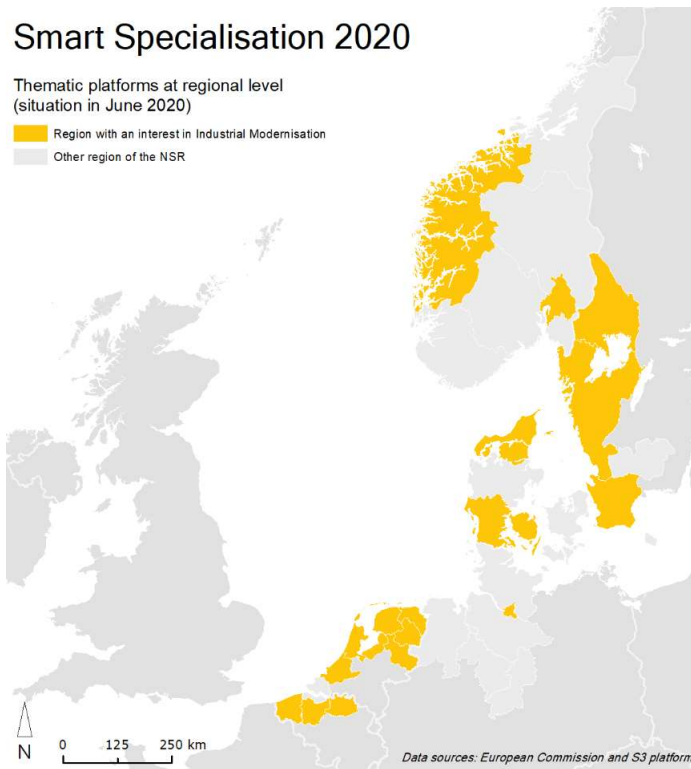 Smart Specialisation 2020
Thematic platforms at regional level
(situation in June 2020)
Region with an interest in Industrial Modernisation
Other region of the NSR
N
0 125 250 km
Data sources: European Commission and S3 platform